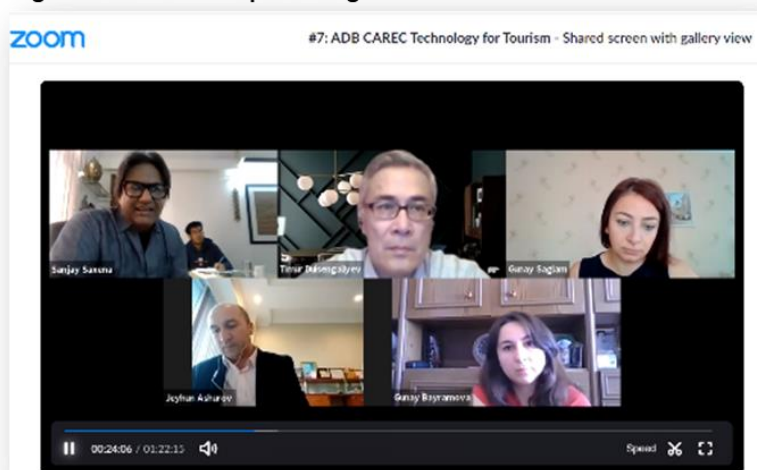 zoom
#7: ADB CAREC Technology for Tourism - Shared screen with gallery view
Sanjay Saxena
Timur Duisengaliyev
Gunay Saglam
Jeyhun Ashurov
Gunay Bayramova
00:24:06 / 01:22:15
Speed